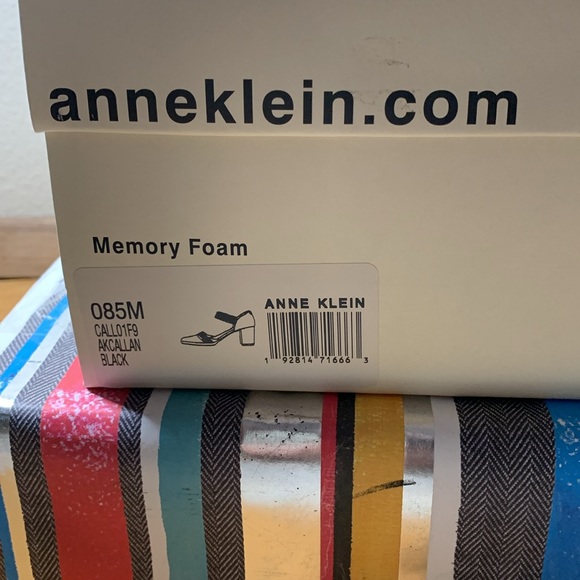 anneklein.com
Memory Foam
085M
CALL01F9
AKCALLAN
BLACK
ANNE KLEIN
1 92814 71666 3